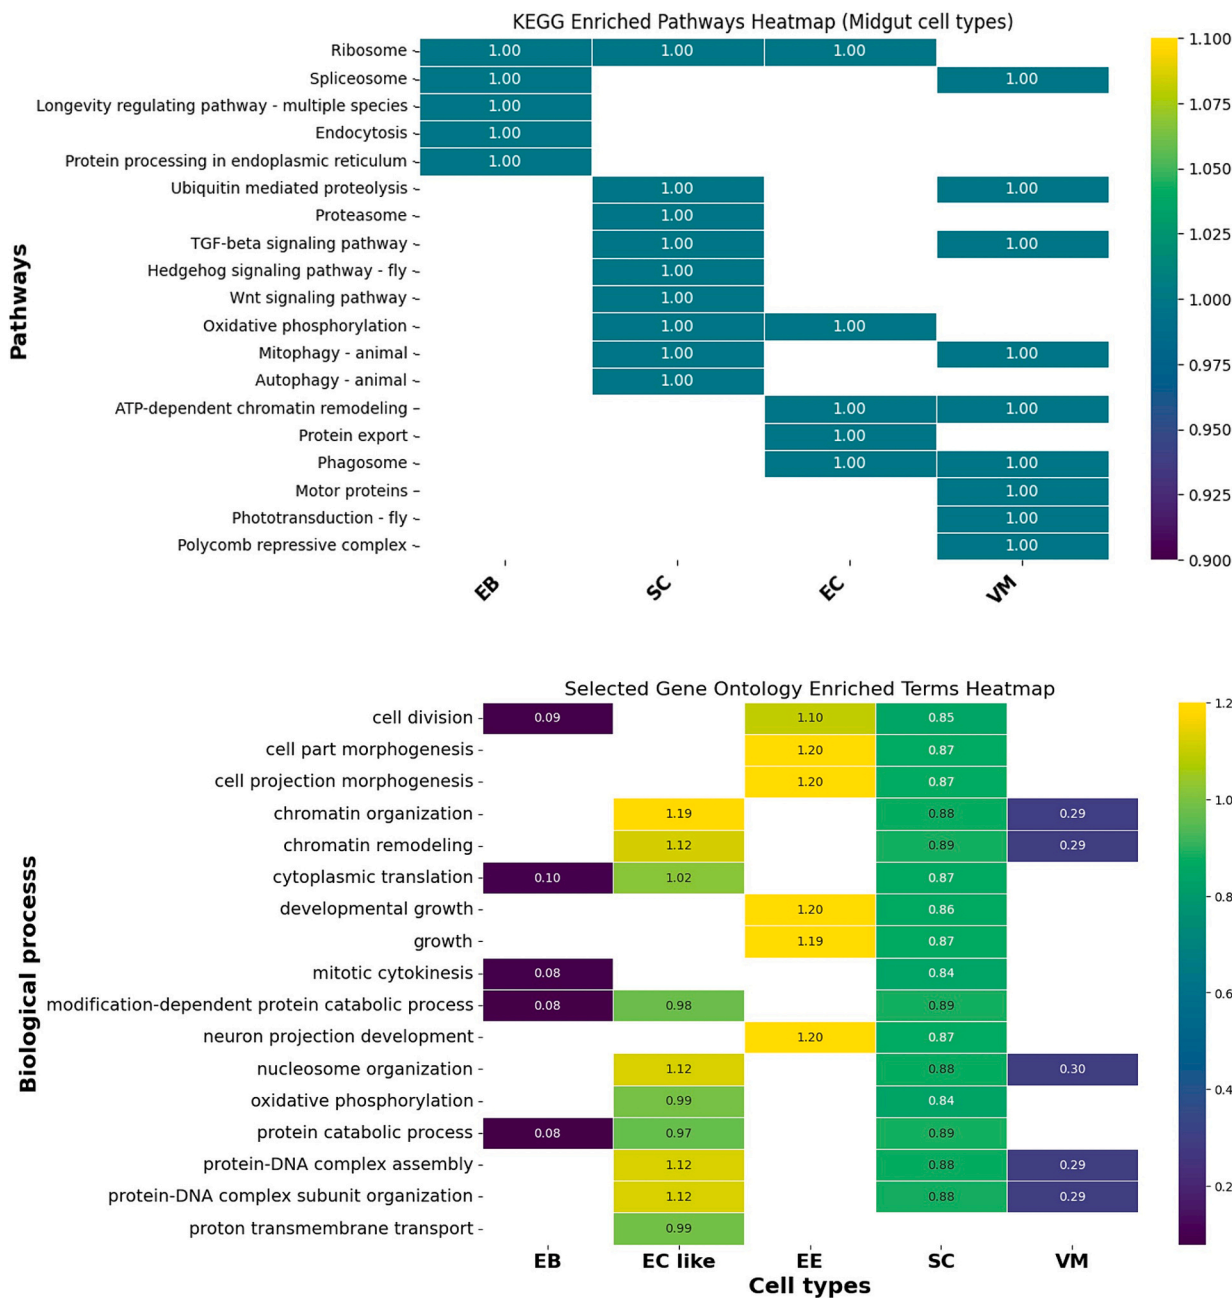 KEGG Enriched Pathways Heatmap (Midgut cell types)
Ribosome 1.00 1.00 1.00
Spliceosome 1.00 1.00
Longevity regulating pathway - multiple species 1.00
Endocytosis 1.00
Protein processing in endoplasmic reticulum 1.00
Ubiquitin mediated proteolysis 1.00 1.00
Proteasome 1.00
TGF-beta signaling pathway 1.00 1.00
Hedgehog signaling pathway - fly 1.00
Wnt signaling pathway 1.00
Oxidative phosphorylation 1.00 1.00
Mitophagy - animal 1.00 1.00
Autophagy - animal 1.00
ATP-dependent chromatin remodeling 1.00 1.00
Protein export 1.00
Phagosome 1.00 1.00
Motor proteins 1.00
Phototransduction - fly 1.00
Polycomb repressive complex 1.00
Pathways
EB SC EC VM
1.100
1.075
1.050
1.025
1.000
0.975
0.950
0.925
0.900
Selected Gene Ontology Enriched Terms Heatmap
cell division 0.09 1.10 0.85
cell part morphogenesis 1.20 0.87
cell projection morphogenesis 1.20 0.87
chromatin organization 1.19 0.88 0.29
chromatin remodeling 1.12 0.89 0.29
cytoplasmic translation 0.10 1.02 0.87
developmental growth 1.20 0.86
growth 1.19 0.87
mitotic cytokinesis 0.08 0.84
modification-dependent protein catabolic process 0.08 0.98 0.89
neuron projection development 1.20 0.87
nucleosome organization 1.12 0.88 0.30
oxidative phosphorylation 0.99 0.84
protein catabolic process 0.08 0.97 0.89
protein-DNA complex assembly 1.12 0.88 0.29
protein-DNA complex subunit organization 1.12 0.88 0.29
proton transmembrane transport 0.99
Biological processs
EB EC like EE SC VM
Cell types
1.2
1.0
0.8
0.6
0.4
0.2